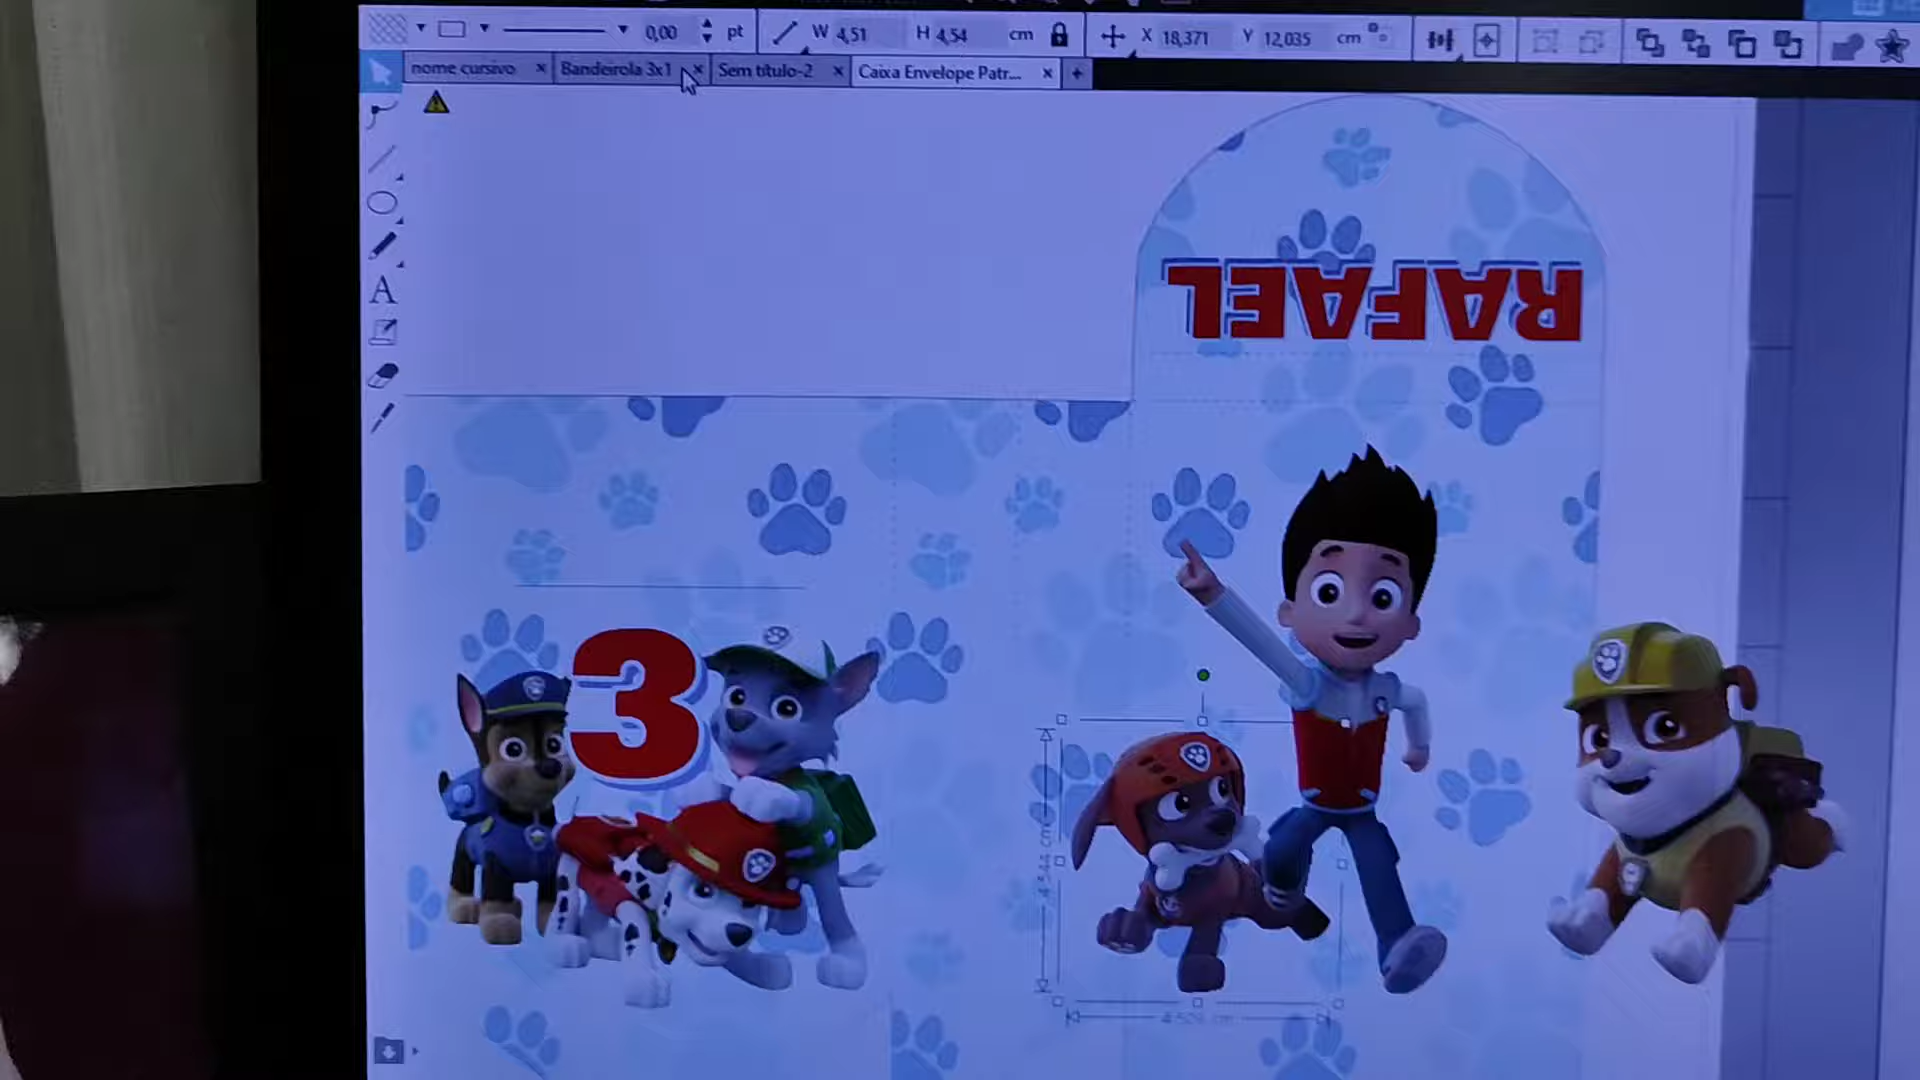 0,00 pt W 4,51 H 4,54 cm X 18,371 Y 12,035 cm
nome cursivo Bandeirola 3x1 Sem título-2 Caixa Envelope Patr...
A
RAFAEL
3